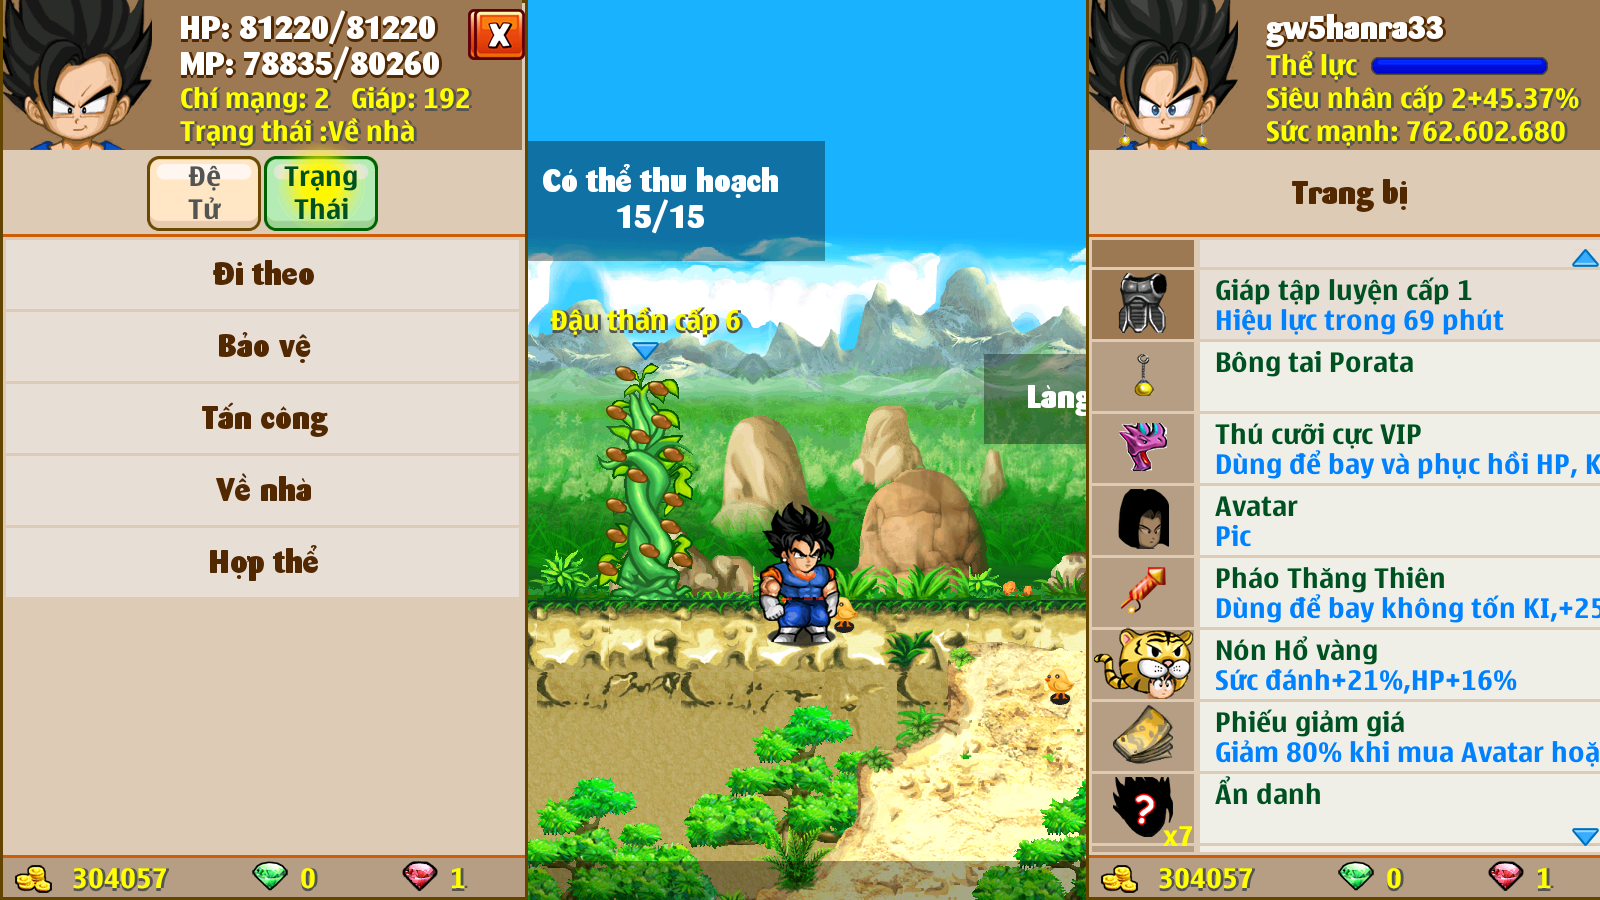 HP: 81220/81220
MP: 78835/80260
Chí mạng: 2 Giáp: 192
Trạng thái :Về nhà
X
Đệ
Tử
Trạng
Thái
Đi theo
Bảo vệ
Tấn công
Về nhà
Hợp thể
304057
0
1
Có thể thu hoạch
15/15
Đậu thần cấp 6
Làng
gw5hanra33
Thể lực
Siêu nhân cấp 2+45.37%
Sức mạnh: 762.602.680
Trang bị
Giáp tập luyện cấp 1
Hiệu lực trong 69 phút
Bông tai Porata
Thú cưỡi cực VIP
Dùng để bay và phục hồi HP, K
Avatar
Pic
Pháo Thăng Thiên
Dùng để bay không tốn KI,+25
Nón Hổ vàng
Sức đánh+21%,HP+16%
Phiếu giảm giá
Giảm 80% khi mua Avatar hoặ
Ẩn danh
?
x7
304057
0
1